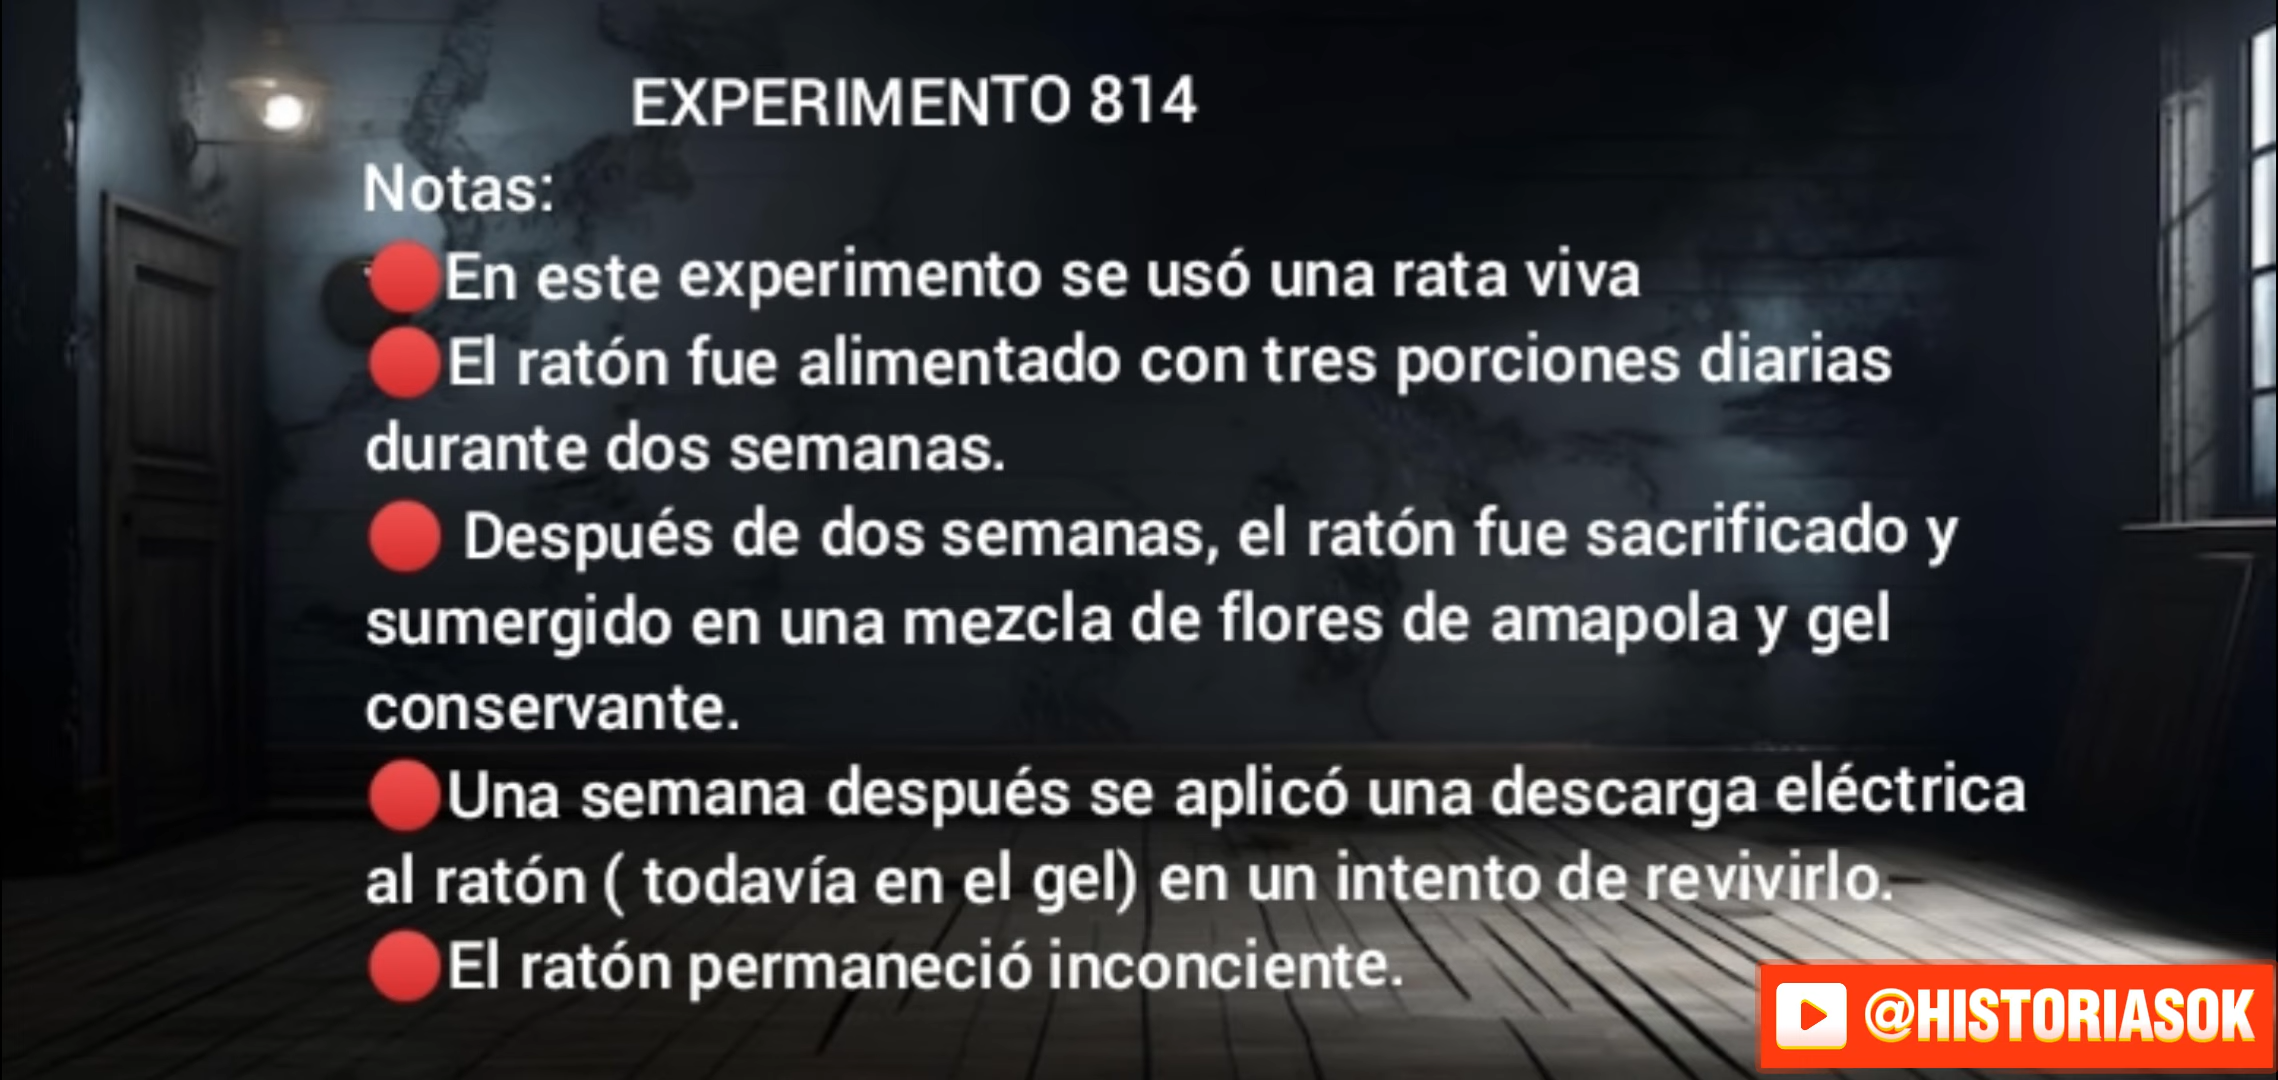 EXPERIMENTO 814
Notas:
🔴En este experimento se usó una rata viva
🔴El ratón fue alimentado con tres porciones diarias
durante dos semanas.
🔴 Después de dos semanas, el ratón fue sacrificado y
sumergido en una mezcla de flores de amapola y gel
conservante.
🔴Una semana después se aplicó una descarga eléctrica
al ratón ( todavía en el gel) en un intento de revivirlo.
🔴El ratón permaneció inconciente.
@HISTORIASOK